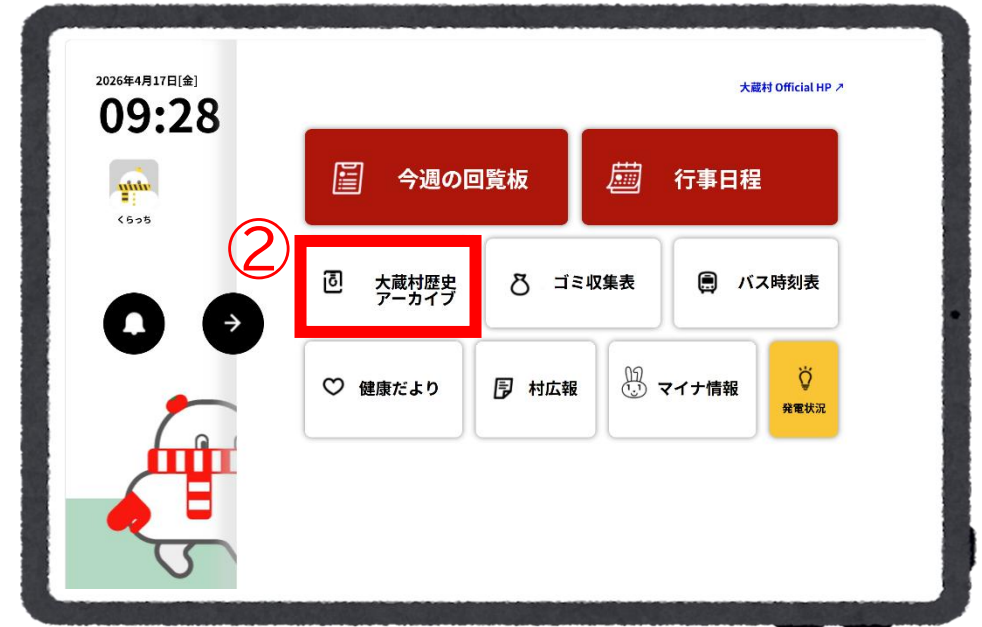 2026年4月17日[金]
09:28
くらっち
大蔵村 Official HP ↗
今週の回覧板
行事日程
②
大蔵村歴史
アーカイブ
ゴミ収集表
バス時刻表
健康だより
村広報
マイナ情報
発電状況